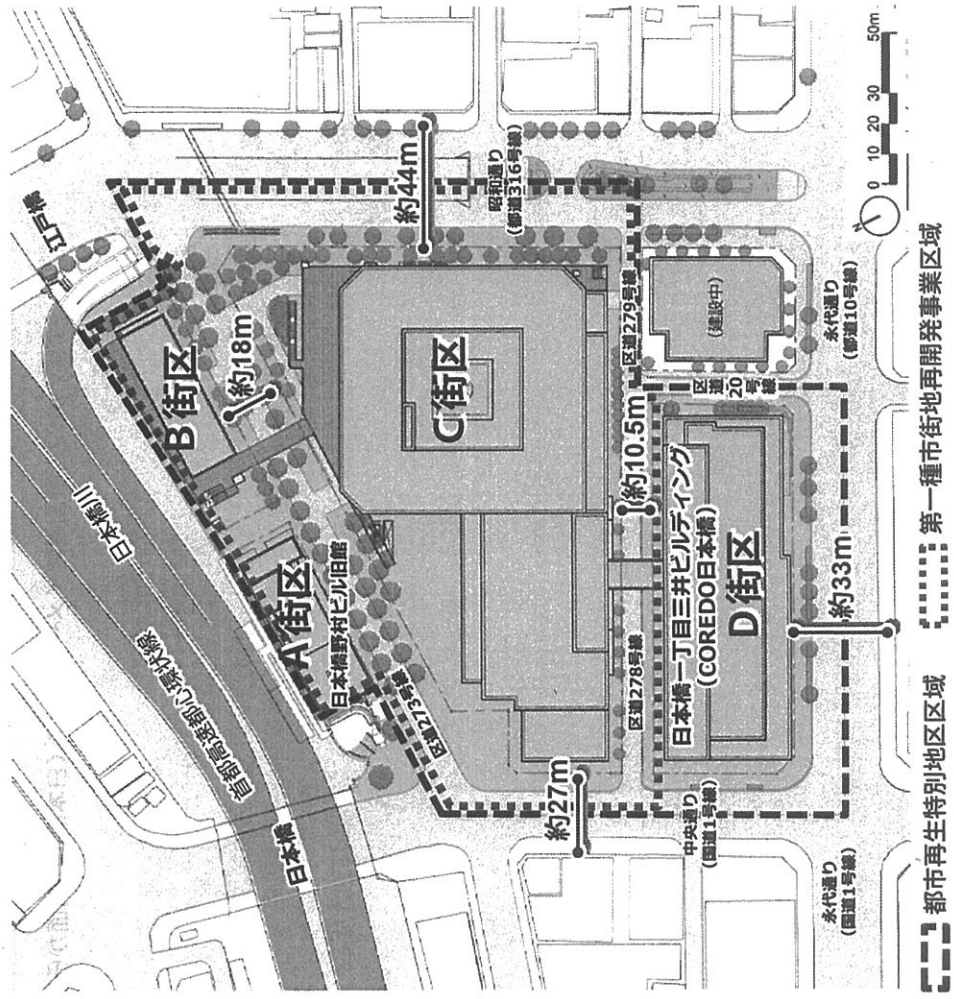 江戸橋
B街区
約18m
約44m
昭和通り
(都道316号線)
日本橋川
首都高速都心環状線
日本橋
A街区
日本橋野村ビル旧館
区道273号線
C街区
区道279号線
(建設中)
区道
20
号線
永代通り
(都道10号線)
約10.5m
区道278号線
日本橋一丁目三井ビルディング
(COREDO日本橋)
D街区
約27m
中央通り
(国道1号線)
約33m
永代通り
(国道1号線)
0 10 20 30 50m
都市再生特別地区区域
第一種市街地再開発事業区域